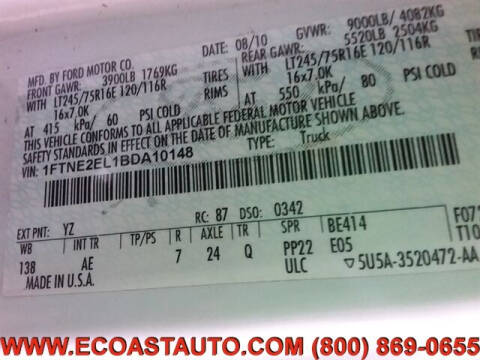 MFD. BY FORD MOTOR CO.
DATE: 08/10 GVWR: 9000LB/ 4082KG
FRONT GAWR: 3900LB 1769KG REAR GAWR: 5520LB 2504KG
WITH LT245/75R16E 120/116R TIRES WITH LT245/75R16E 120/116R
16x7.0K RIMS 16x7.0K
AT 415 kPa/ 60 PSI COLD AT 550 kPa/ 80 PSI COLD
THIS VEHICLE CONFORMS TO ALL APPLICABLE FEDERAL MOTOR VEHICLE
SAFETY STANDARDS IN EFFECT ON THE DATE OF MANUFACTURE SHOWN ABOVE.
VIN: 1FTNE2EL1BDA10148 TYPE: Truck
EXT PNT: YZ RC: 87 DSO: 0342
WB INT TR TP/PS R AXLE TR SPR BE414
138 AE 7 24 Q PP22 E05
ULC ▽5U5A-3520472-AA
MADE IN U.S.A.
WWW.ECOASTAUTO.COM (800) 869-0655